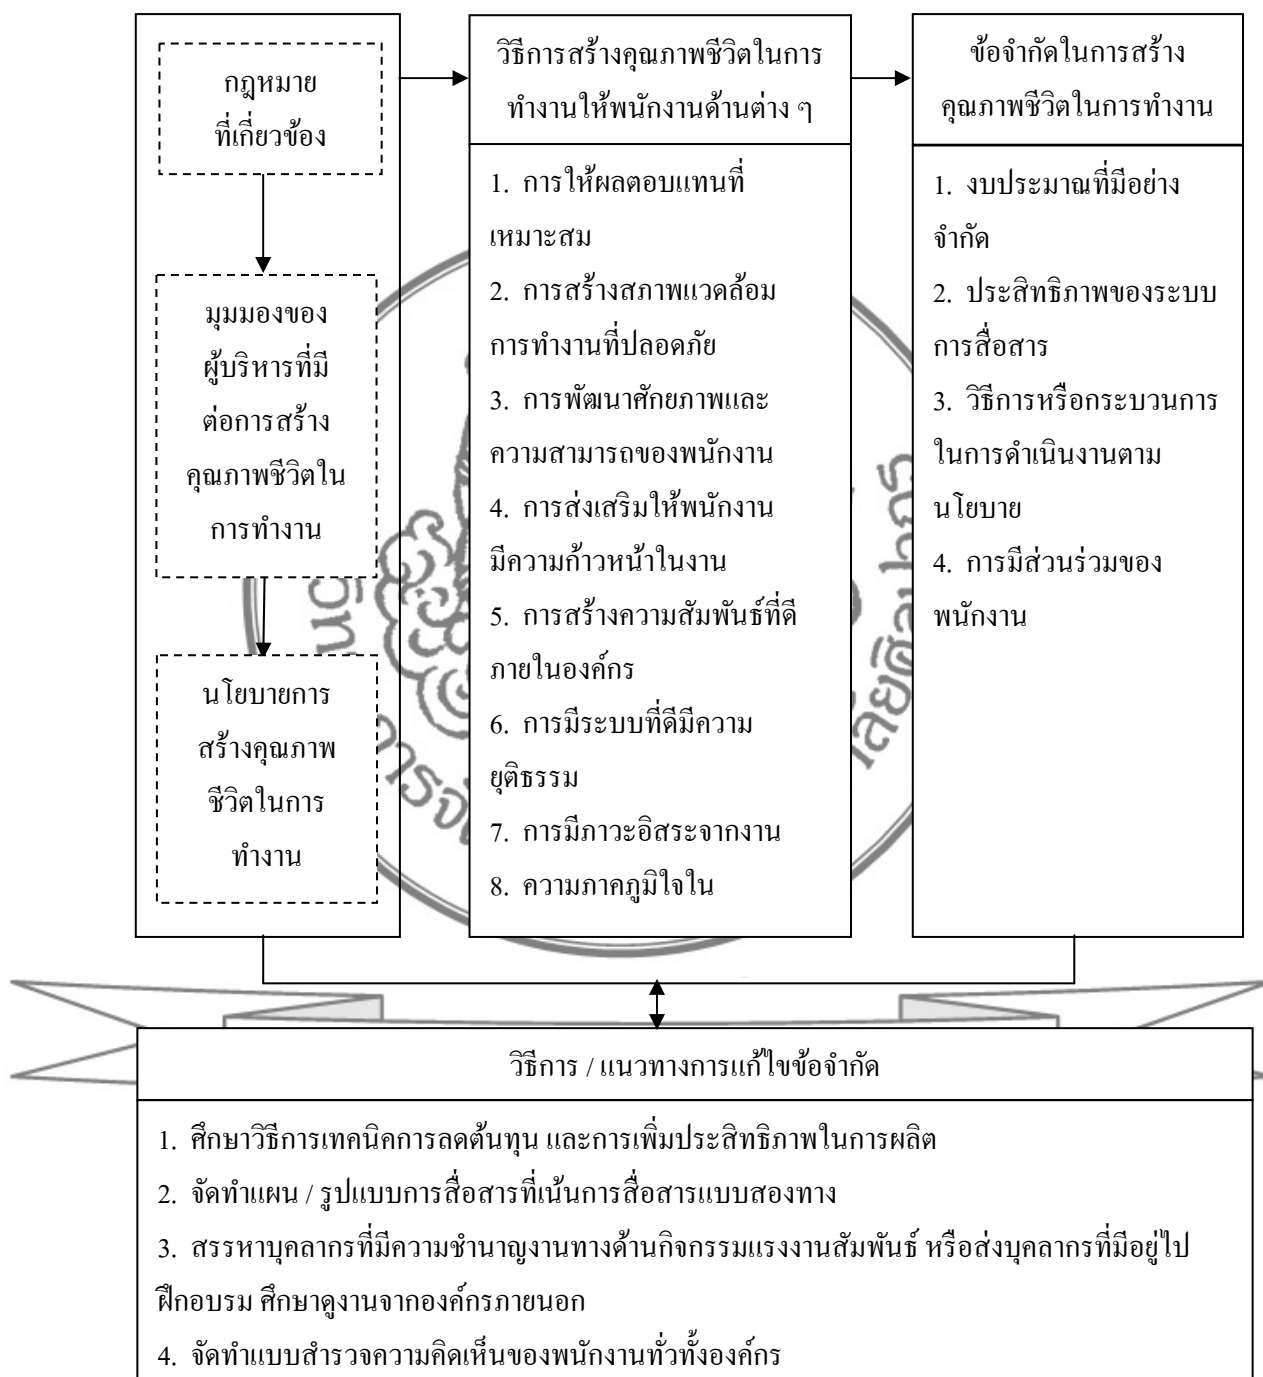 กฎหมาย
ที่เกี่ยวข้อง
มุมมองของ
ผู้บริหารที่มี
ต่อการสร้าง
คุณภาพชีวิตใน
การทำงาน
นโยบายการ
สร้างคุณภาพ
ชีวิตในการ
ทำงาน
วิธีการสร้างคุณภาพชีวิตในการ
ทำงานให้พนักงานด้านต่าง ๆ
1. การให้ผลตอบแทนที่
เหมาะสม
2. การสร้างสภาพแวดล้อม
การทำงานที่ปลอดภัย
3. การพัฒนาศักยภาพและ
ความสามารถของพนักงาน
4. การส่งเสริมให้พนักงาน
มีความก้าวหน้าในงาน
5. การสร้างความสัมพันธ์ที่ดี
ภายในองค์กร
6. การมีระบบที่ดีมีความ
ยุติธรรม
7. การมีภาวะอิสระจากงาน
8. ความภาคภูมิใจใน
ข้อจำกัดในการสร้าง
คุณภาพชีวิตในการทำงาน
1. งบประมาณที่มีอย่าง
จำกัด
2. ประสิทธิภาพของระบบ
การสื่อสาร
3. วิธีการหรือกระบวนการ
ในการดำเนินงานตาม
นโยบาย
4. การมีส่วนร่วมของ
พนักงาน
วิธีการ / แนวทางการแก้ไขข้อจำกัด
1. ศึกษาวิธีการเทคนิคการลดต้นทุน และการเพิ่มประสิทธิภาพในการผลิต
2. จัดทำแผน / รูปแบบการสื่อสารที่เน้นการสื่อสารแบบสองทาง
3. สรรหาบุคลากรที่มีความชำนาญงานทางด้านกิจกรรมแรงงานสัมพันธ์ หรือส่งบุคลากรที่มีอยู่ไป
ฝึกอบรม ศึกษาดูงานจากองค์กรภายนอก
4. จัดทำแบบสำรวจความคิดเห็นของพนักงานทั่วทั้งองค์กร